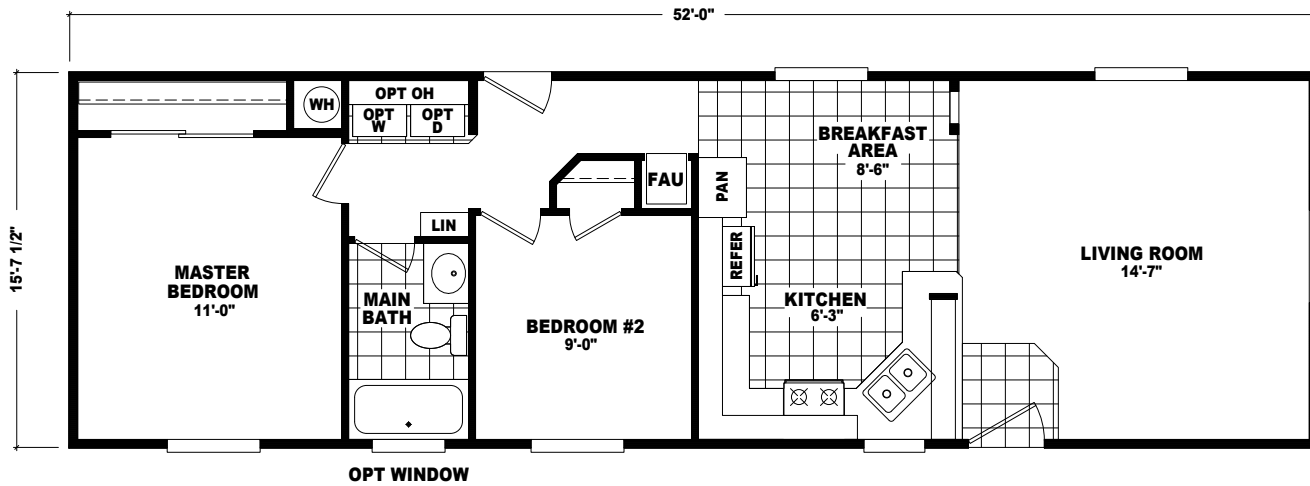 52'-0"
15'-7 1/2"
WH
OPT OH
OPT
W
OPT
D
BREAKFAST
AREA
8'-6"
FAU
PAN
LIN
REFER
MASTER
BEDROOM
11'-0"
MAIN
BATH
BEDROOM #2
9'-0"
KITCHEN
6'-3"
LIVING ROOM
14'-7"
OPT WINDOW